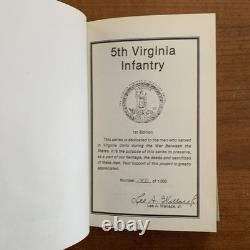 5th Virginia
Infantry
1st Edition
This series is dedicated to the men who served
in Virginia Units during the War Between the
States. It is the purpose of this series to preserve,
as a part of our heritage, the deeds and sacrifices
of these men. Your support of this project is greatly
appreciated.
Number of 1,000.
Lee A. Wallace, Jr.
Lee A. Wallace, Jr.